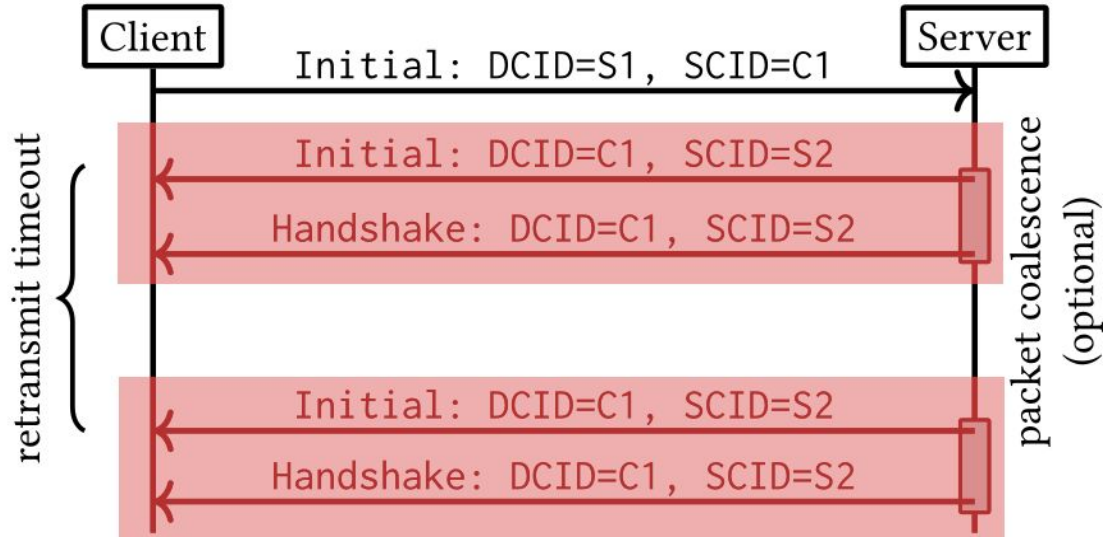 Client
Server
Initial: DCID=S1, SCID=C1
Initial: DCID=C1, SCID=S2
Handshake: DCID=C1, SCID=S2
retransmit timeout
packet coalescence
(optional)
Initial: DCID=C1, SCID=S2
Handshake: DCID=C1, SCID=S2